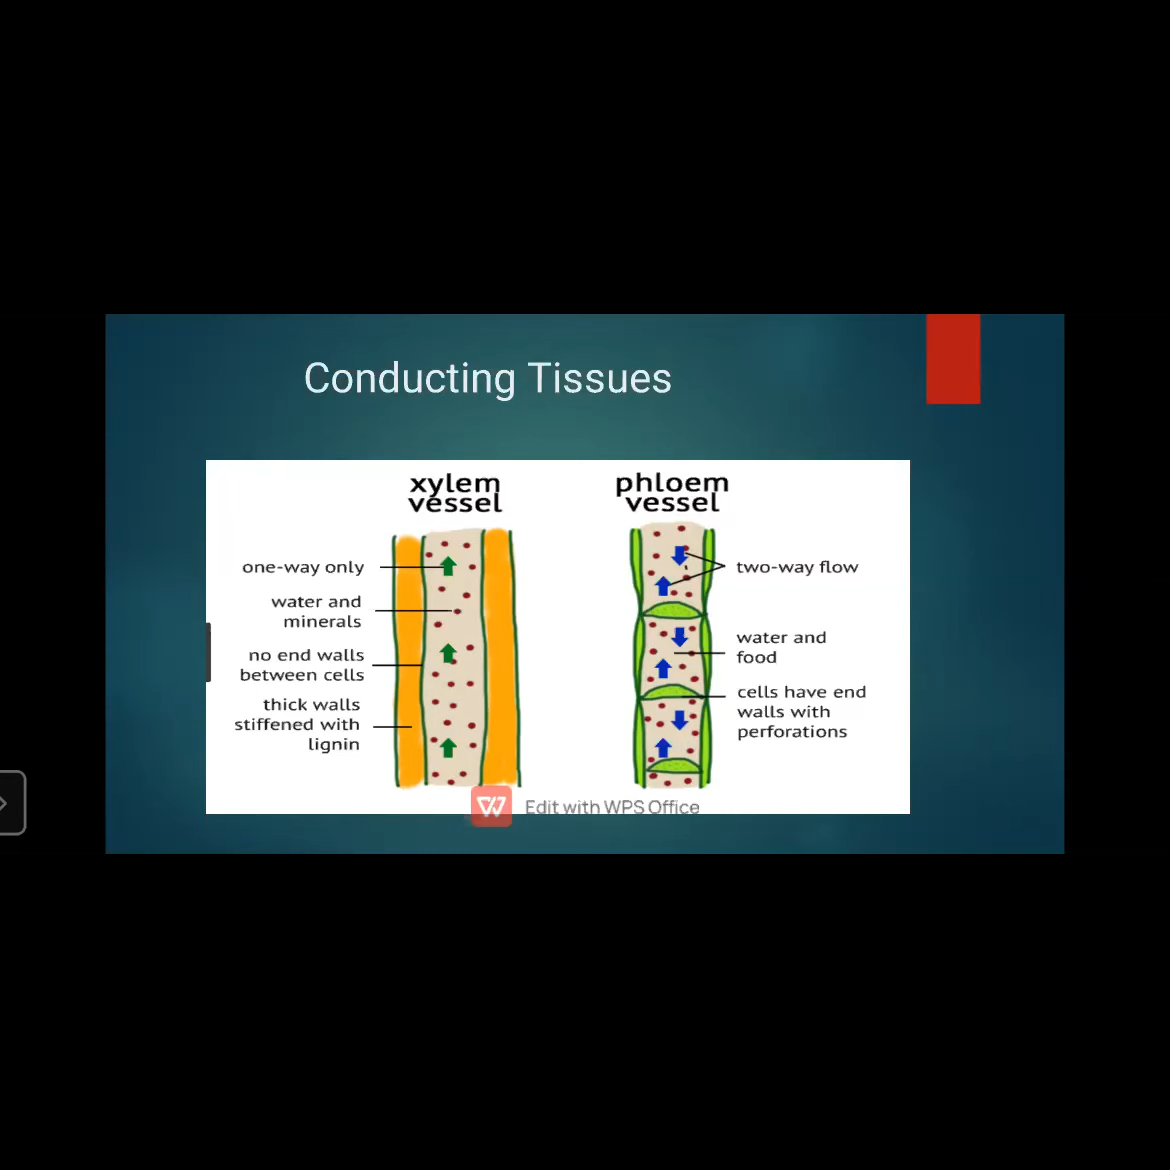 Conducting Tissues
xylem
vessel
one-way only
water and
minerals
no end walls
between cells
thick walls
stiffened with
lignin
phloem
vessel
two-way flow
water and
food
cells have end
walls with
perforations
Edit with WPS Office